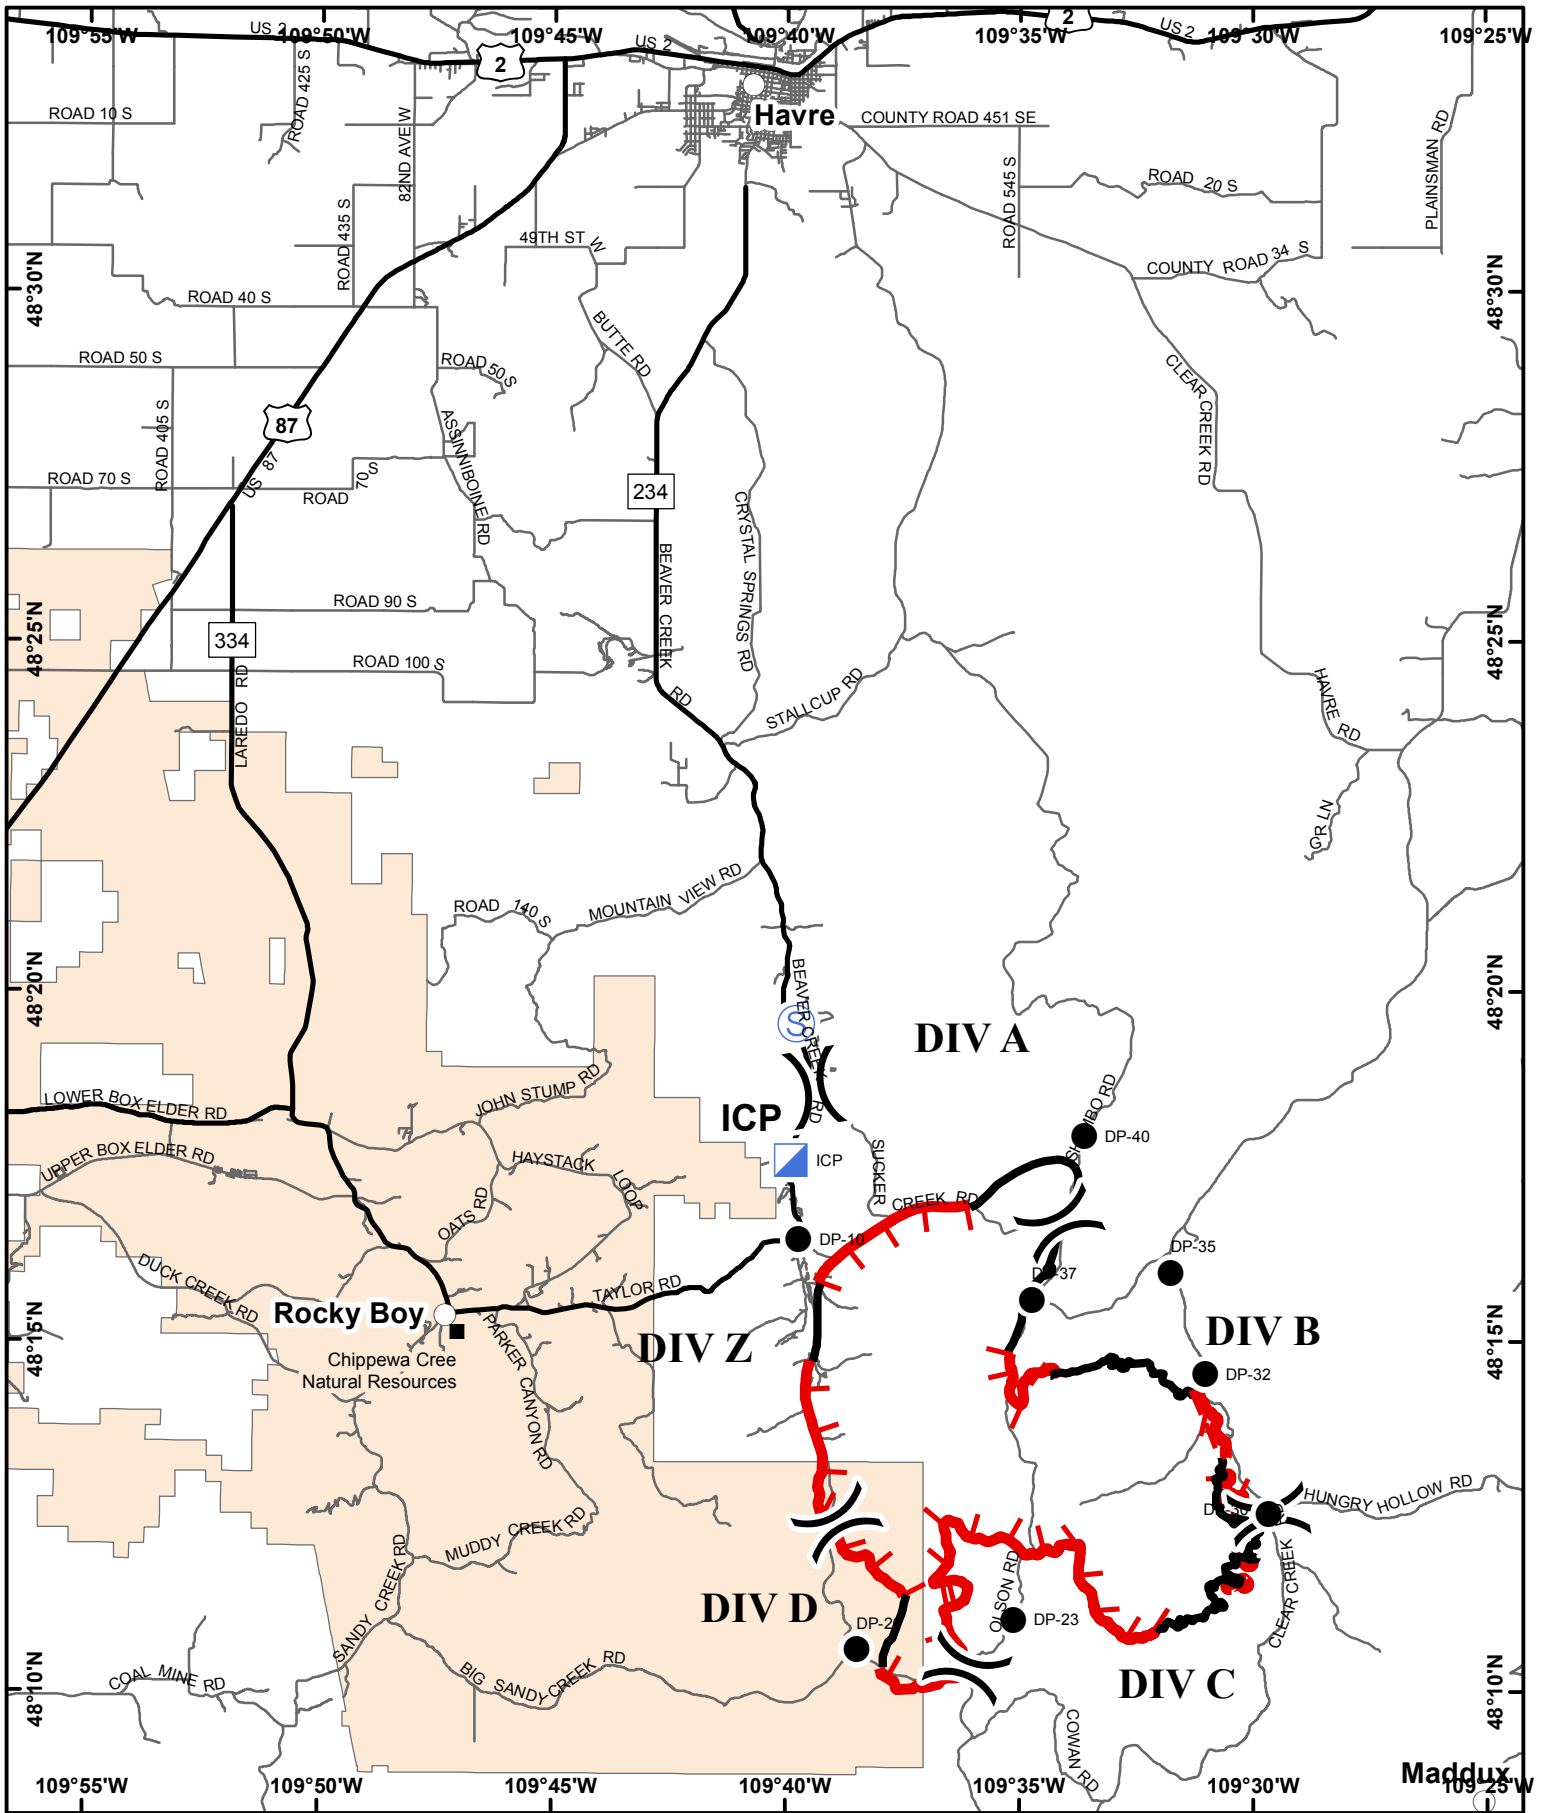 109°55'W
109°50'W
109°45'W
109°40'W
109°35'W
109°30'W
109°25'W
US 2
2
US 2
2
US 2
Havre
ROAD 10 S
ROAD 425 S
82ND AVE W
COUNTY ROAD 451 SE
ROAD 545 S
ROAD 20 S
PLAINSMAN RD
ROAD 435 S
49TH ST W
COUNTY ROAD 34 S
48°30'N
48°30'N
ROAD 40 S
BUTTE RD
ROAD 50 S
ROAD 50 S
CLEAR CREEK RD
ROAD 405 S
87
US 87
ASSINNIBOINE RD
ROAD 70 S
ROAD 70 S
234
CRYSTAL SPRINGS RD
BEAVER CREEK RD
ROAD 90 S
48°25'N
48°25'N
334
ROAD 100 S
LAREDO RD
STALLCUP RD
HAVRE RD
GR LN
MOUNTAIN VIEW RD
ROAD 140 S
48°20'N
48°20'N
BEAVER CREEK RD
S
DIV A
JOHN STUMP RD
LOWER BOX ELDER RD
ICP
ICP
DP-40
UPPER BOX ELDER RD
HAYSTACK LOOP
SUCKER CREEK RD
OATS RD
DP-10
DP-35
DUCK CREEK RD
TAYLOR RD
Rocky Boy
DIV Z
DIV B
48°15'N
48°15'N
PARKER CANYON RD
Chippewa Cree
Natural Resources
DP-32
HUNGRY HOLLOW RD
MUDDY CREEK RD
SANDY CREEK RD
OLSON RD
CLEAR CREEK
DIV D
DP-23
BIG SANDY CREEK RD
COAL MINE RD
DIV C
48°10'N
48°10'N
COWAN RD
Maddux
109°55'W
109°50'W
109°45'W
109°40'W
109°35'W
109°30'W
109°25'W